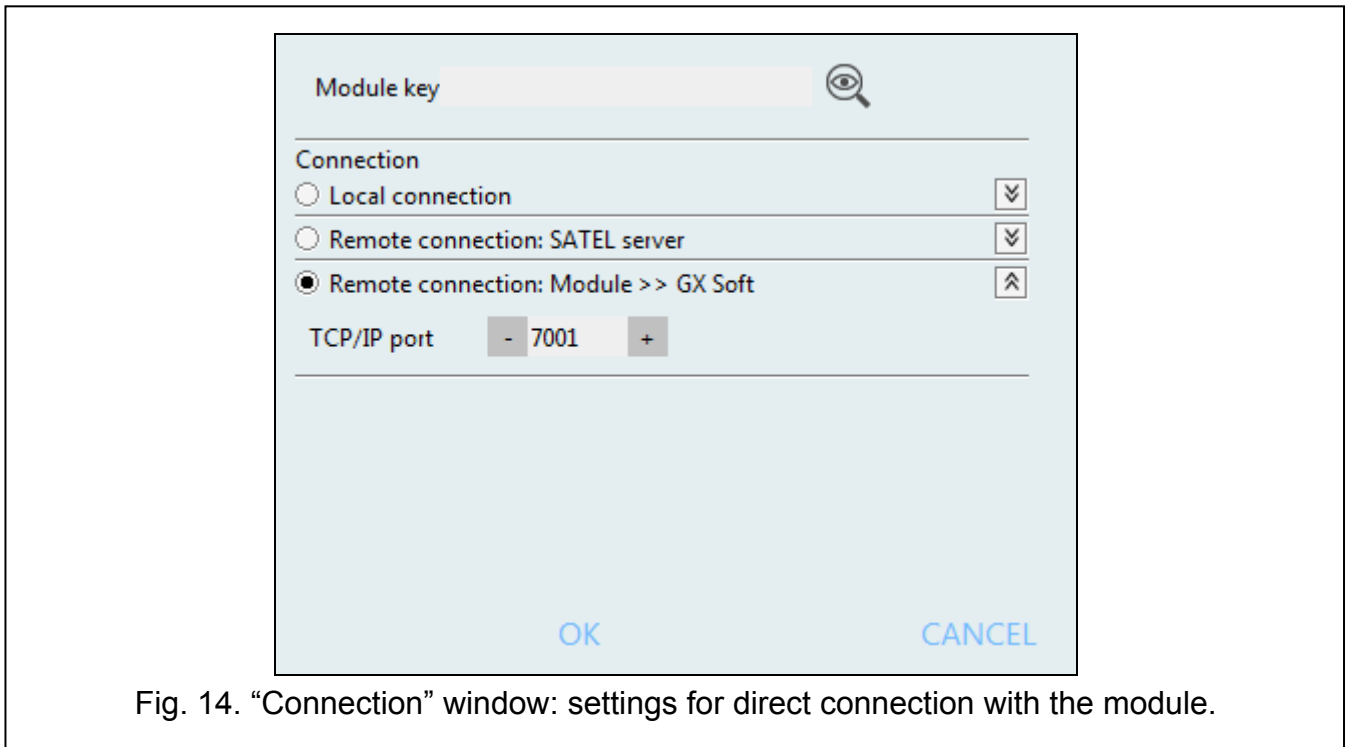 Module key
Connection
Local connection
Remote connection: SATEL server
Remote connection: Module >> GX Soft
TCP/IP port - 7001 +
OK CANCEL
Fig. 14. “Connection” window: settings for direct connection with the module.